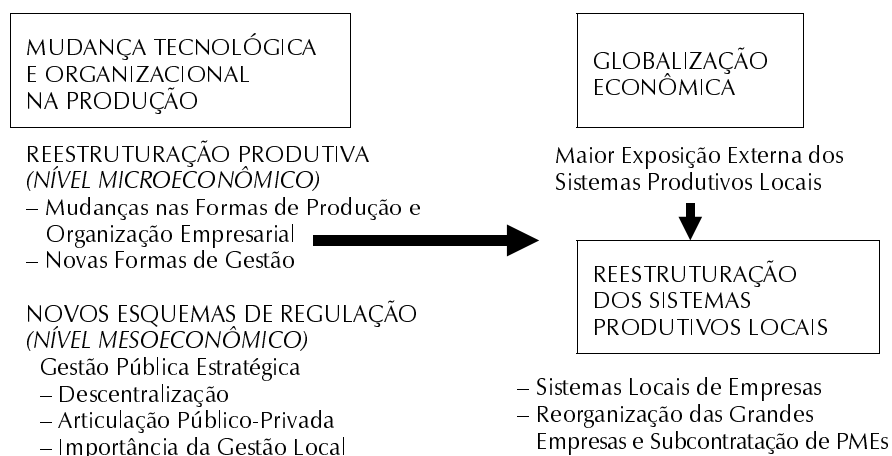 MUDANÇA TECNOLÓGICA
E ORGANIZACIONAL
NA PRODUÇÃO
REESTRUTURAÇÃO PRODUTIVA
(NÍVEL MICROECONÔMICO)
– Mudanças nas Formas de Produção e
Organização Empresarial
– Novas Formas de Gestão
NOVOS ESQUEMAS DE REGULAÇÃO
(NÍVEL MESOECONÔMICO)
Gestão Pública Estratégica
– Descentralização
– Articulação Público-Privada
– Importância da Gestão Local
GLOBALIZAÇÃO
ECONÔMICA
Maior Exposição Externa dos
Sistemas Produtivos Locais
REESTRUTURAÇÃO
DOS SISTEMAS
PRODUTIVOS LOCAIS
– Sistemas Locais de Empresas
– Reorganização das Grandes
Empresas e Subcontratação de PMEs